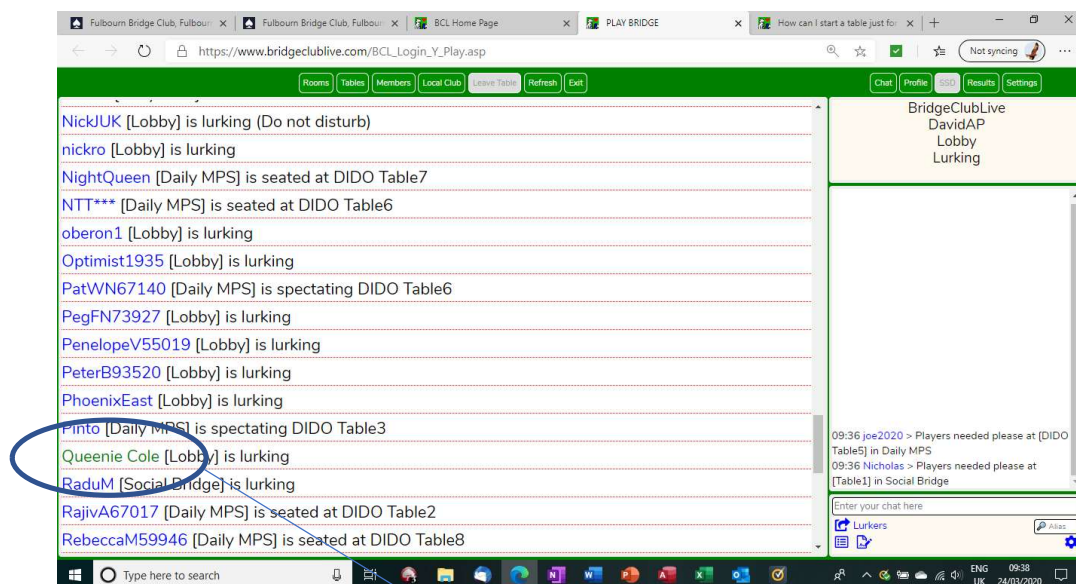 Fulbourn Bridge Club, Fulbourn
Fulbourn Bridge Club, Fulbour
BCL Home Page
PLAY BRIDGE
How can I start a table just for
https://www.bridgeclublive.com/BCL_Login_Y_Play.asp
Not syncing
Rooms Tables Members Local Club Leave Table Refresh Exit
Chat Profile SSD Results Settings
NickJUK [Lobby] is lurking (Do not disturb)
nickro [Lobby] is lurking
NightQueen [Daily MPS] is seated at DIDO Table7
NTT*** [Daily MPS] is seated at DIDO Table6
oberon1 [Lobby] is lurking
Optimist1935 [Lobby] is lurking
PatWN67140 [Daily MPS] is spectating DIDO Table6
PegFN73927 [Lobby] is lurking
PenelopeV55019 [Lobby] is lurking
PeterB93520 [Lobby] is lurking
PhoenixEast [Lobby] is lurking
Pinto [Daily MPS] is spectating DIDO Table3
Queenie Cole [Lobby] is lurking
RaduM [Social Bridge] is lurking
RajivA67017 [Daily MPS] is seated at DIDO Table2
RebeccaM59946 [Daily MPS] is seated at DIDO Table8
BridgeClubLive
DavidAP
Lobby
Lurking
09:36 joe2020 > Players needed please at [DIDO
Table5] in Daily MPS
09:36 Nicholas > Players needed please at
[Table1] in Social Bridge
Enter your chat here
Lurkers
Alias
Type here to search
ENG
UK
09:38
24/03/2020